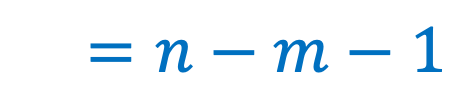 = n − m − 1